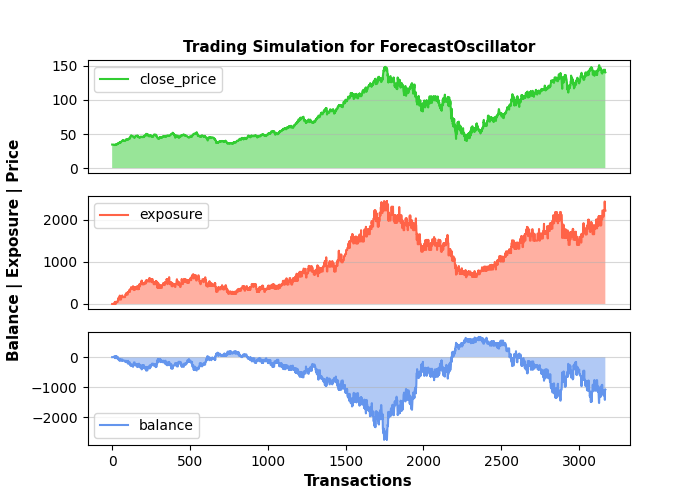 Trading Simulation for ForecastOscillator
Balance | Exposure | Price
150
100
50
0
close_price
2000
1000
0
exposure
0
−1000
−2000
balance
0 500 1000 1500 2000 2500 3000
Transactions